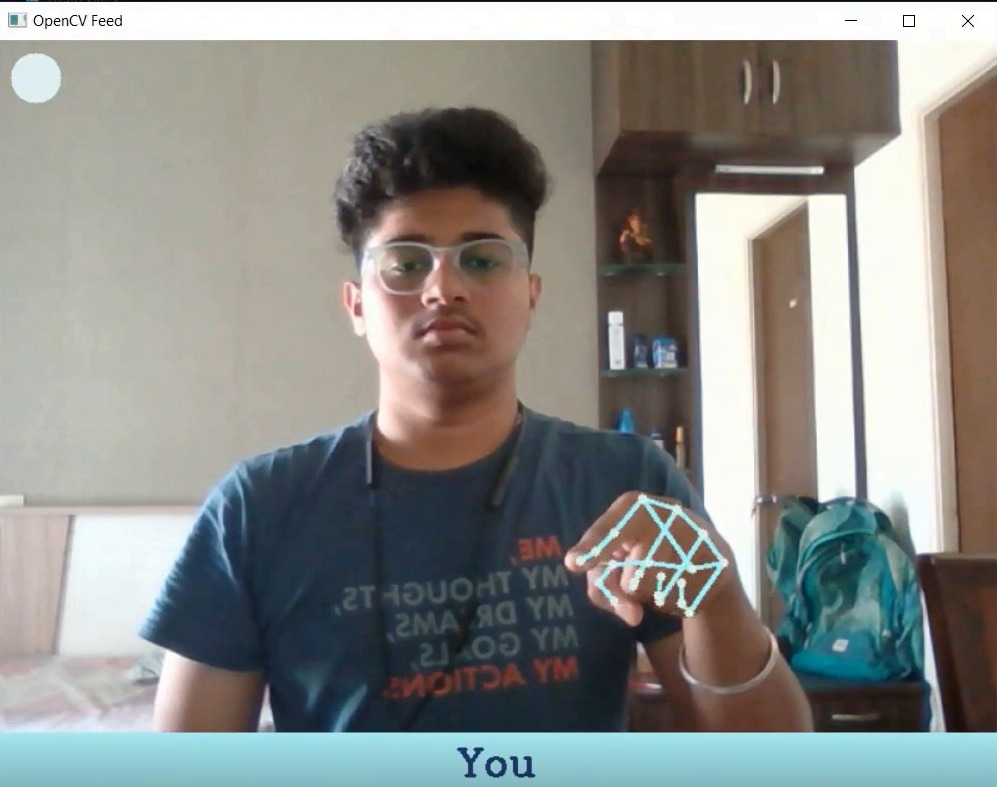 OpenCV Feed
ME,
MY THOUGHTS,
MY DREAMS,
MY GOALS,
MY ACTIONS
You